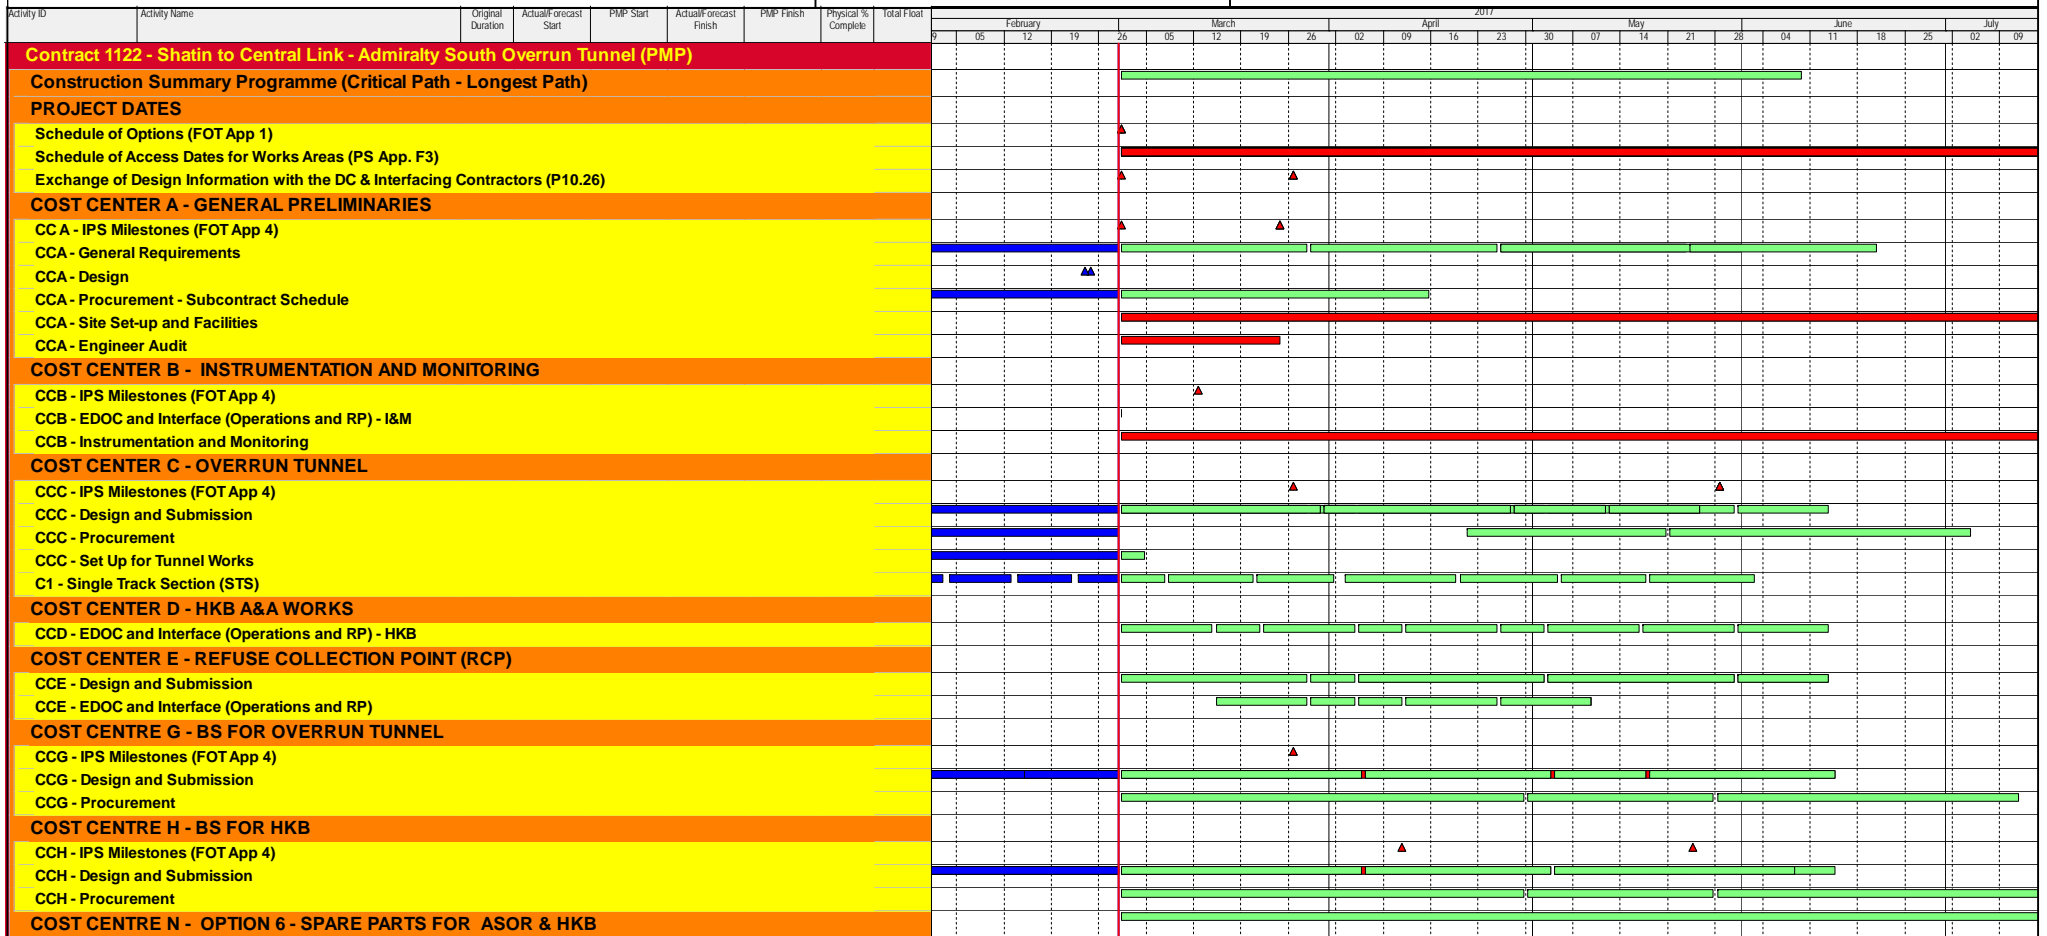 Activity ID Activity Name Original Duration Actual/Forecast Start PMP Start Actual/Forecast Finish PMP Finish Physical % Complete Total Float
2017
February March April May June July
9 05 12 19 26 05 12 19 26 02 09 16 23 30 07 14 21 28 04 11 18 25 02 09
Contract 1122 - Shatin to Central Link - Admiralty South Overrun Tunnel (PMP)
Construction Summary Programme (Critical Path - Longest Path)
PROJECT DATES
Schedule of Options (FOT App 1)
Schedule of Access Dates for Works Areas (PS App. F3)
Exchange of Design Information with the DC & Interfacing Contractors (P10.26)
COST CENTER A - GENERAL PRELIMINARIES
CC A - IPS Milestones (FOT App 4)
CCA - General Requirements
CCA - Design
CCA - Procurement - Subcontract Schedule
CCA - Site Set-up and Facilities
CCA - Engineer Audit
COST CENTER B - INSTRUMENTATION AND MONITORING
CCB - IPS Milestones (FOT App 4)
CCB - EDOC and Interface (Operations and RP) - I&M
CCB - Instrumentation and Monitoring
COST CENTER C - OVERRUN TUNNEL
CCC - IPS Milestones (FOT App 4)
CCC - Design and Submission
CCC - Procurement
CCC - Set Up for Tunnel Works
C1 - Single Track Section (STS)
COST CENTER D - HKB A&A WORKS
CCD - EDOC and Interface (Operations and RP) - HKB
COST CENTER E - REFUSE COLLECTION POINT (RCP)
CCE - Design and Submission
CCE - EDOC and Interface (Operations and RP)
COST CENTRE G - BS FOR OVERRUN TUNNEL
CCG - IPS Milestones (FOT App 4)
CCG - Design and Submission
CCG - Procurement
COST CENTRE H - BS FOR HKB
CCH - IPS Milestones (FOT App 4)
CCH - Design and Submission
CCH - Procurement
COST CENTRE N - OPTION 6 - SPARE PARTS FOR ASOR & HKB